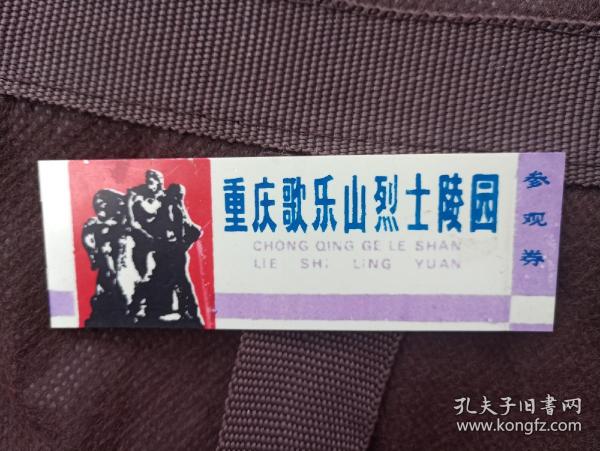 重庆歌乐山烈士陵园
CHONG QING GE LE SHAN
LIE SHI LING YUAN
参观券
孔夫子旧书网
www.kongfz.com